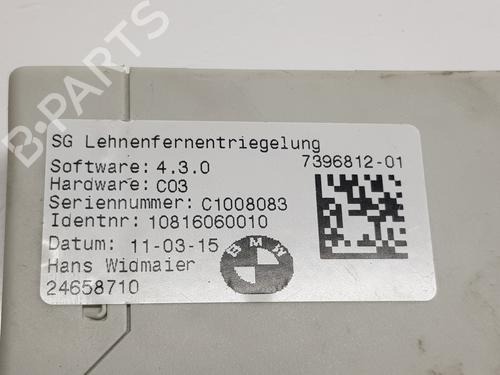 SG Lehnenfernentriegelung
Software: 4.3.0
7396812-01
Hardware: C03
Seriennummer: C1008083
Identnr: 10816060010
Datum: 11-03-15
Hans Widmaier
24658710
BMW
B-PARTS